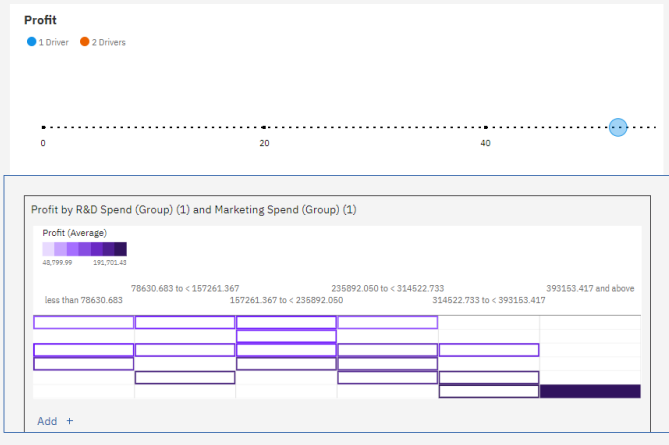 Profit
1 Driver 2 Drivers
0 20 40
Profit by R&D Spend (Group) (1) and Marketing Spend (Group) (1)
Profit (Average)
48,799.99 191,701.43
78630.683 to < 157261.367 235892.050 to < 314522.733 393153.417 and above
less than 78630.683 157261.367 to < 235892.050 314522.733 to < 393153.417
Add +